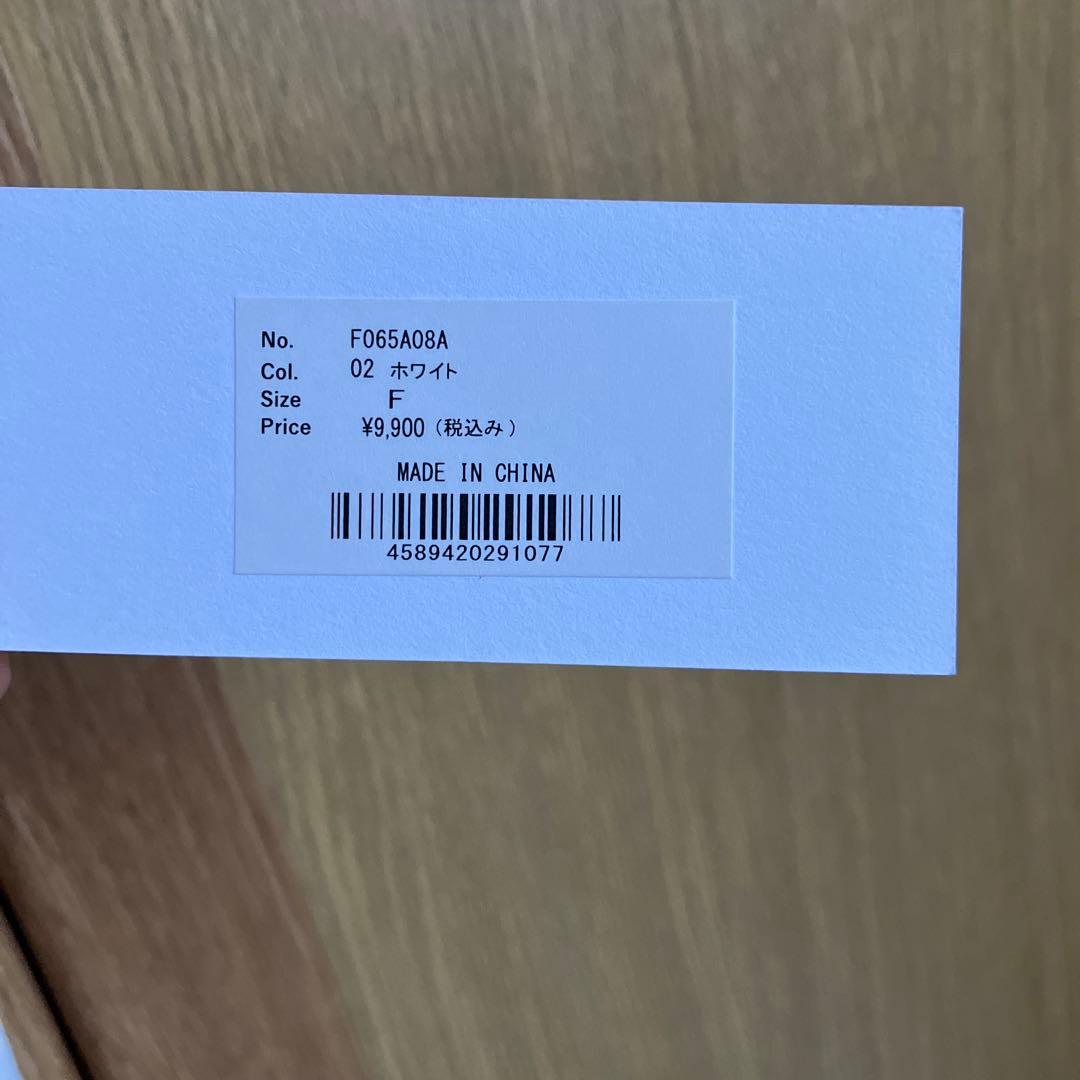 No. F065A08A
Col. 02 ホワイト
Size F
Price ¥9,900 (税込み)
MADE IN CHINA
4589420291077